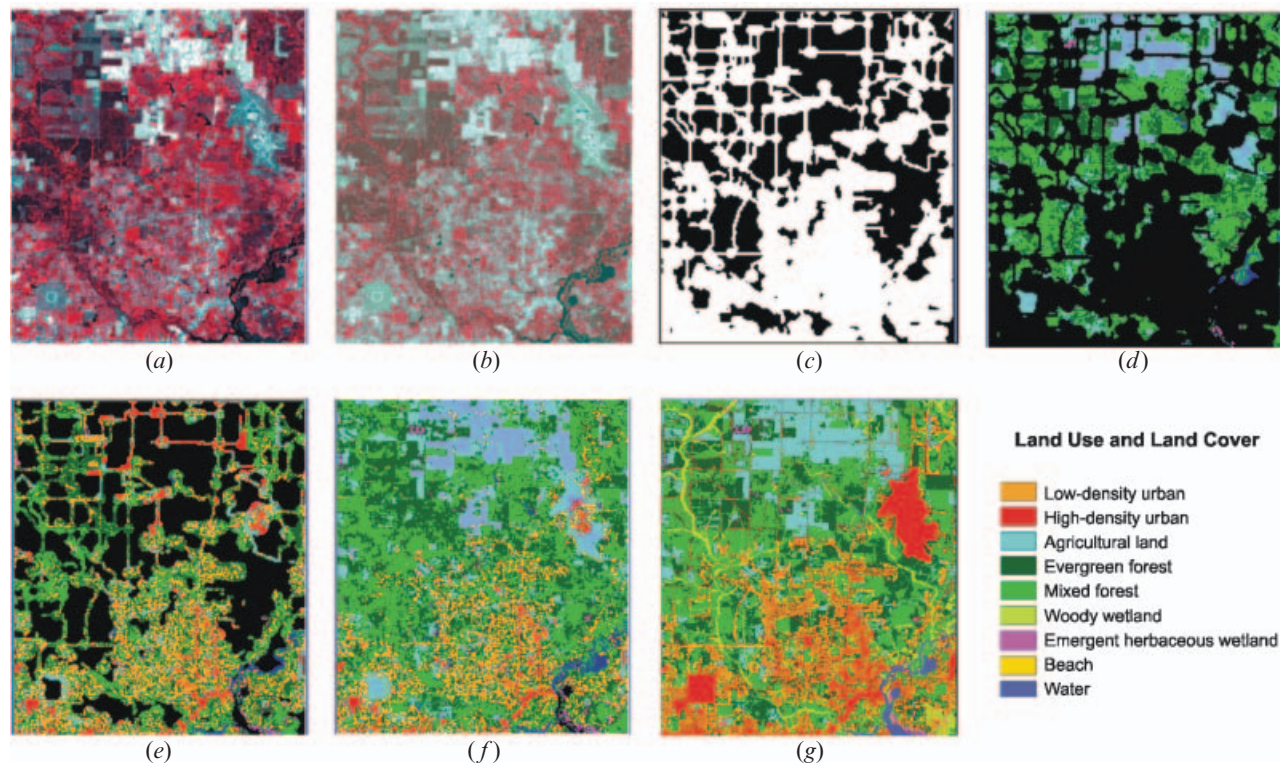 (a)
(b)
(c)
(d)
(e)
(f)
(g)
Land Use and Land Cover
Low-density urban
High-density urban
Agricultural land
Evergreen forest
Mixed forest
Woody wetland
Emergent herbaceous wetland
Beach
Water